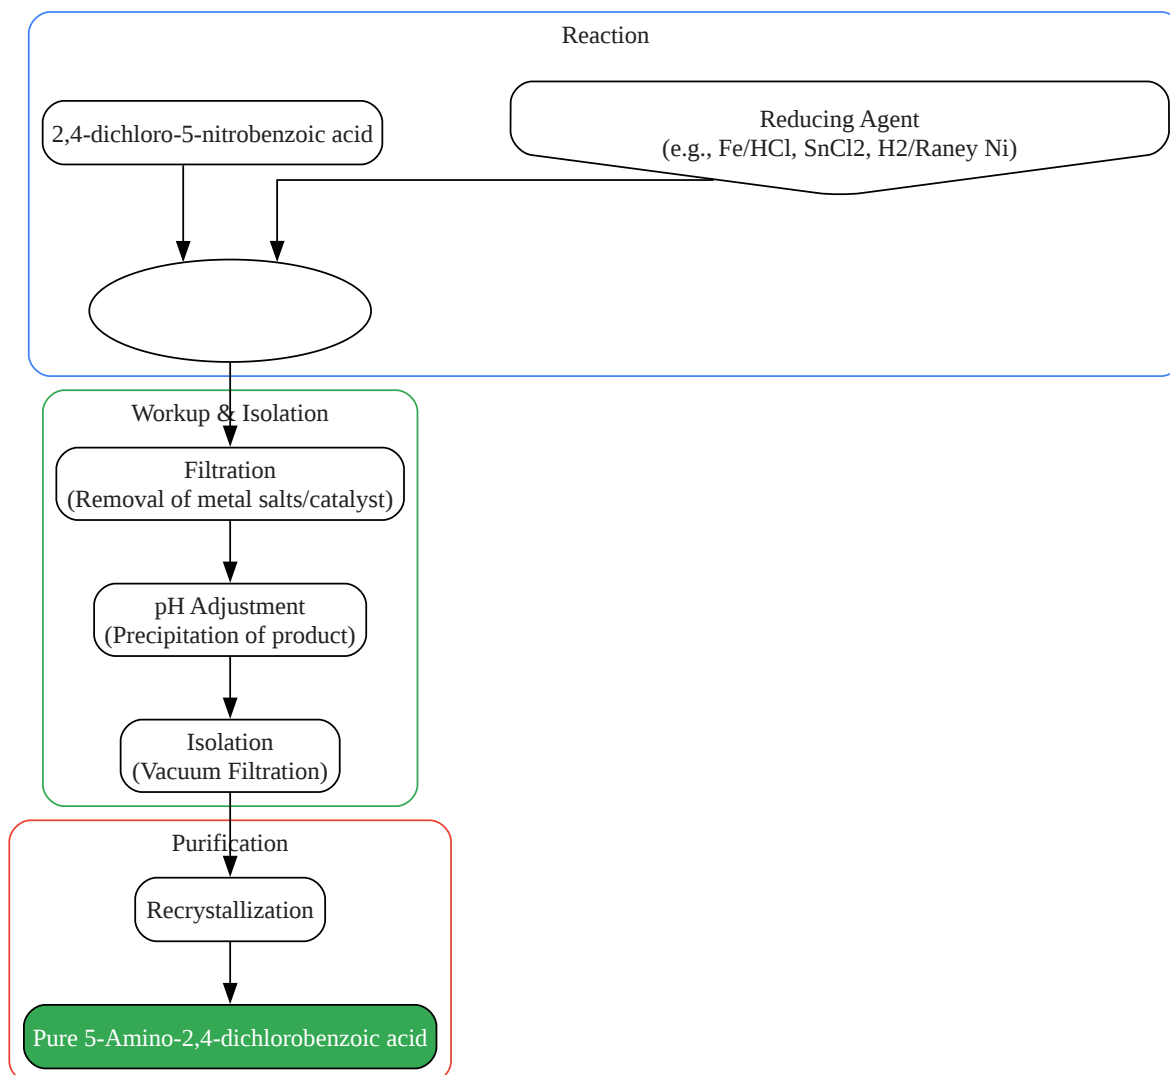 Reaction
2,4-dichloro-5-nitrobenzoic acid
Reducing Agent
(e.g., Fe/HCl, SnCl2, H2/Raney Ni)
Workup & Isolation
Filtration
(Removal of metal salts/catalyst)
pH Adjustment
(Precipitation of product)
Isolation
(Vacuum Filtration)
Purification
Recrystallization
Pure 5-Amino-2,4-dichlorobenzoic acid